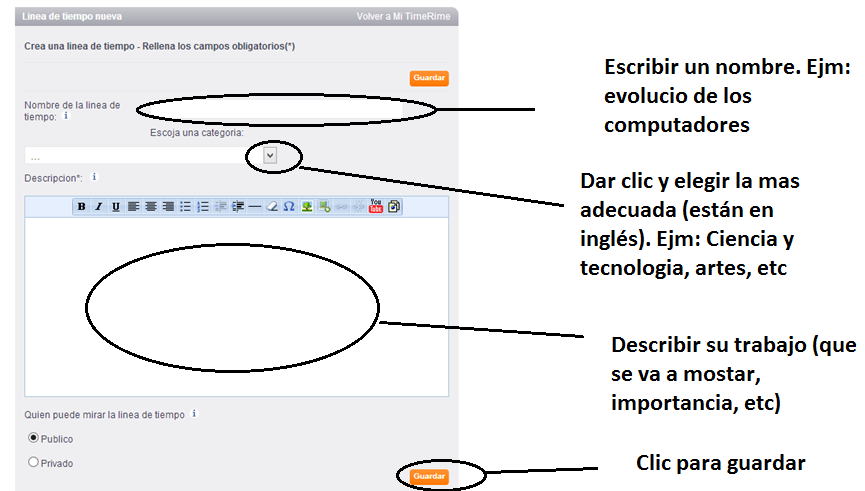 Linea de tiempo nueva
Volver a Mi TimeRime
Crea una linea de tiempo - Rellena los campos obligatorios(*)
Guardar
Nombre de la linea de
tiempo: i
Escoja una categoria:
...
Descripcion*: i
B I U
You
Tube
Quien puede mirar la linea de tiempo i
Publico
Privado
Guardar
Escribir un nombre. Ejm:
evolucio de los
computadores
Dar clic y elegir la mas
adecuada (están en
inglés). Ejm: Ciencia y
tecnologia, artes, etc
Describir su trabajo (que
se va a mostar,
importancia, etc)
Clic para guardar